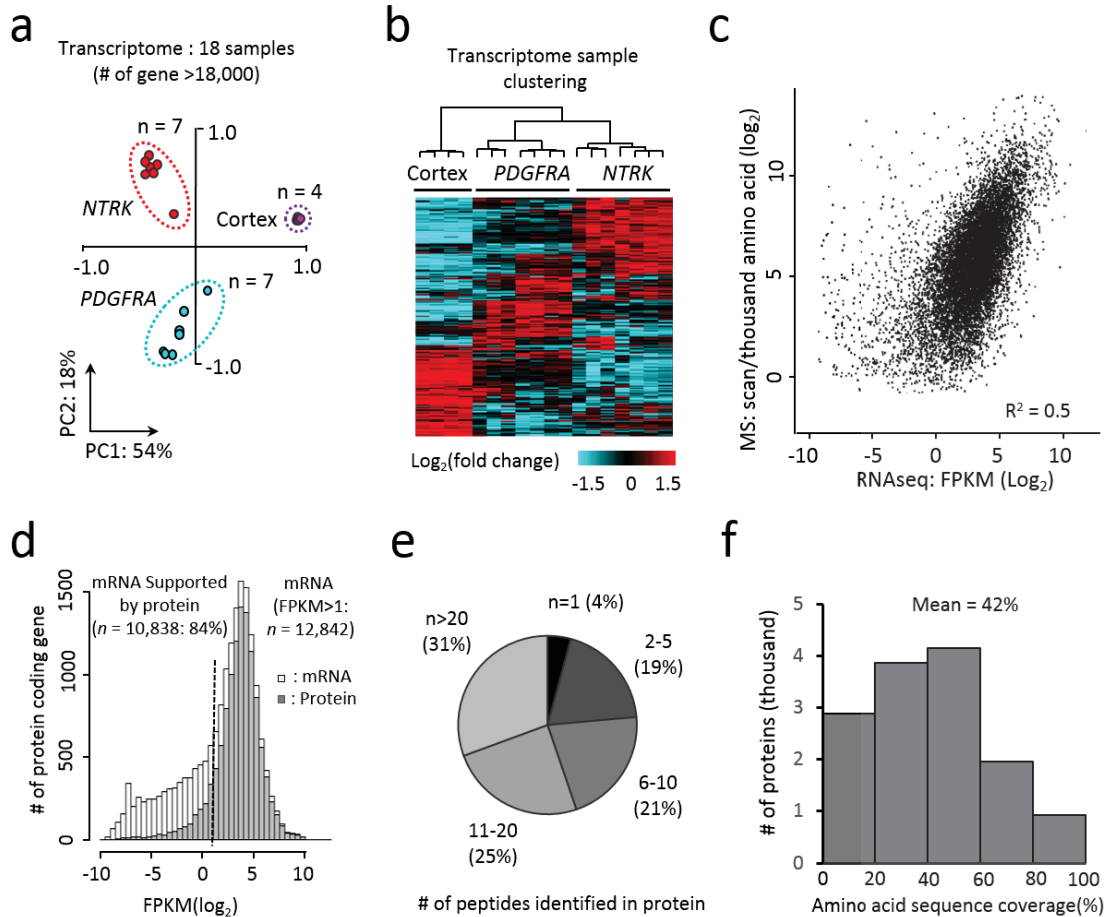 a
Transcriptome : 18 samples
(# of gene >18,000)
n = 7
1.0
NTRK
n = 4
Cortex
-1.0
1.0
n = 7
PDGFRA
-1.0
PC2: 18%
PC1: 54%
b
Transcriptome sample
clustering
Cortex PDGFRA NTRK
Log2(fold change)
-1.5 0 1.5
c
MS: scan/thousand amino acid (log2)
10
5
0
R2 = 0.5
-10 -5 0 5 10
RNAseq: FPKM (Log2)
d
mRNA Supported
by protein
(n = 10,838: 84%)
mRNA
(FPKM>1:
n = 12,842)
: mRNA
: Protein
# of protein coding gene
1500
1000
500
0
-10 -5 0 5 10
FPKM(log2)
e
n=1 (4%)
2-5
(19%)
6-10
(21%)
11-20
(25%)
n>20
(31%)
# of peptides identified in protein
f
Mean = 42%
# of proteins (thousand)
5
4
3
2
1
0
0 20 40 60 80 100
Amino acid sequence coverage(%)